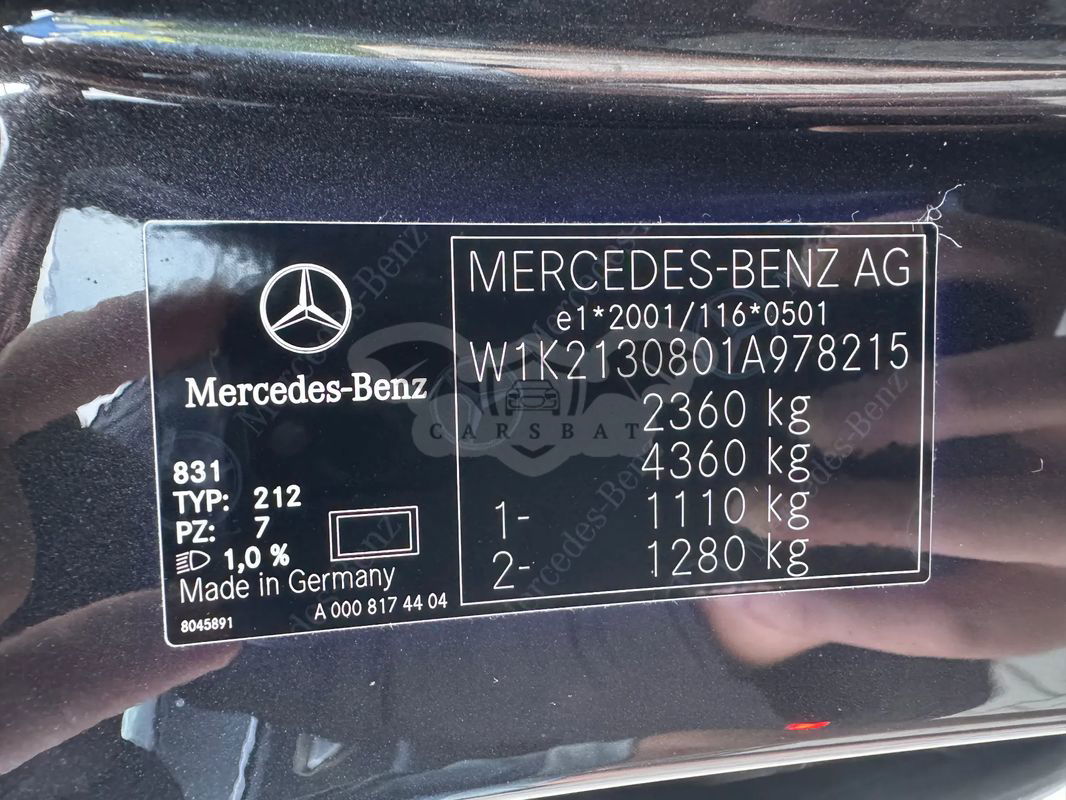 Mercedes-Benz
831
TYP: 212
PZ: 7
1,0 %
Made in Germany
8045891
A 000 817 44 04
MERCEDES-BENZ AG
e1*2001/116*0501
W1K2130801A978215
2360 kg
4360 kg
1- 1110 kg
2- 1280 kg
CARSBAT